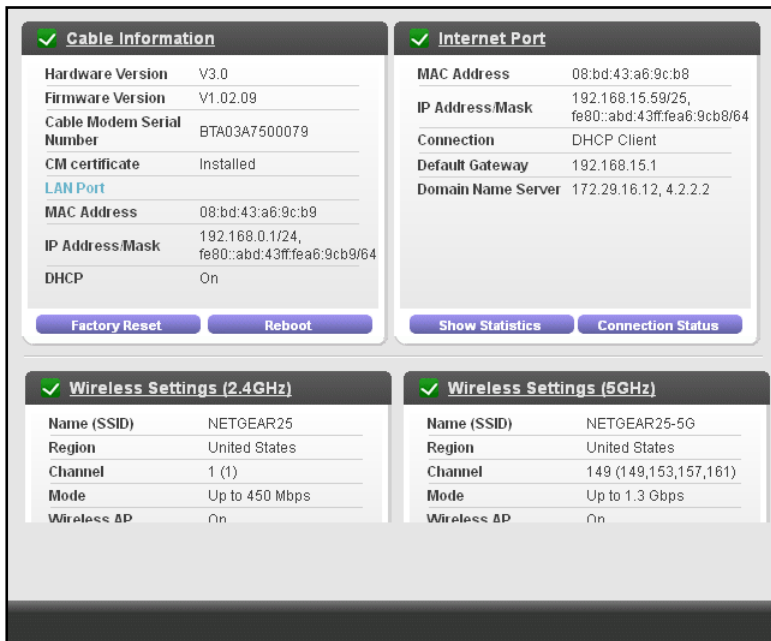 Cable Information
Hardware Version V3.0
Firmware Version V1.02.09
Cable Modem Serial
Number BTA03A7500079
CM certificate Installed
LAN Port
MAC Address 08:bd:43:a6:9c:b9
IP Address/Mask 192.168.0.1/24,
fe80::abd:43ff:fea6:9cb9/64
DHCP On
Factory Reset Reboot
Internet Port
MAC Address 08:bd:43:a6:9c:b8
IP Address/Mask 192.168.15.59/25,
fe80::abd:43ff:fea6:9cb8/64
Connection DHCP Client
Default Gateway 192.168.15.1
Domain Name Server 172.29.16.12, 4.2.2.2
Show Statistics Connection Status
Wireless Settings (2.4GHz)
Name (SSID) NETGEAR25
Region United States
Channel 1 (1)
Mode Up to 450 Mbps
Wireless AP On
Wireless Settings (5GHz)
Name (SSID) NETGEAR25-5G
Region United States
Channel 149 (149,153,157,161)
Mode Up to 1.3 Gbps
Wireless AP On